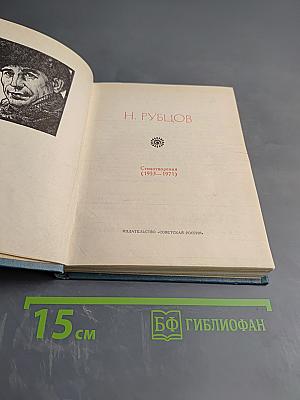 Н. РУБЦОВ
Стихотворения
(1953—1971)
ИЗДАТЕЛЬСТВО «СОВЕТСКАЯ РОССИЯ»
15 см
БФ ГИБЛИОФАН